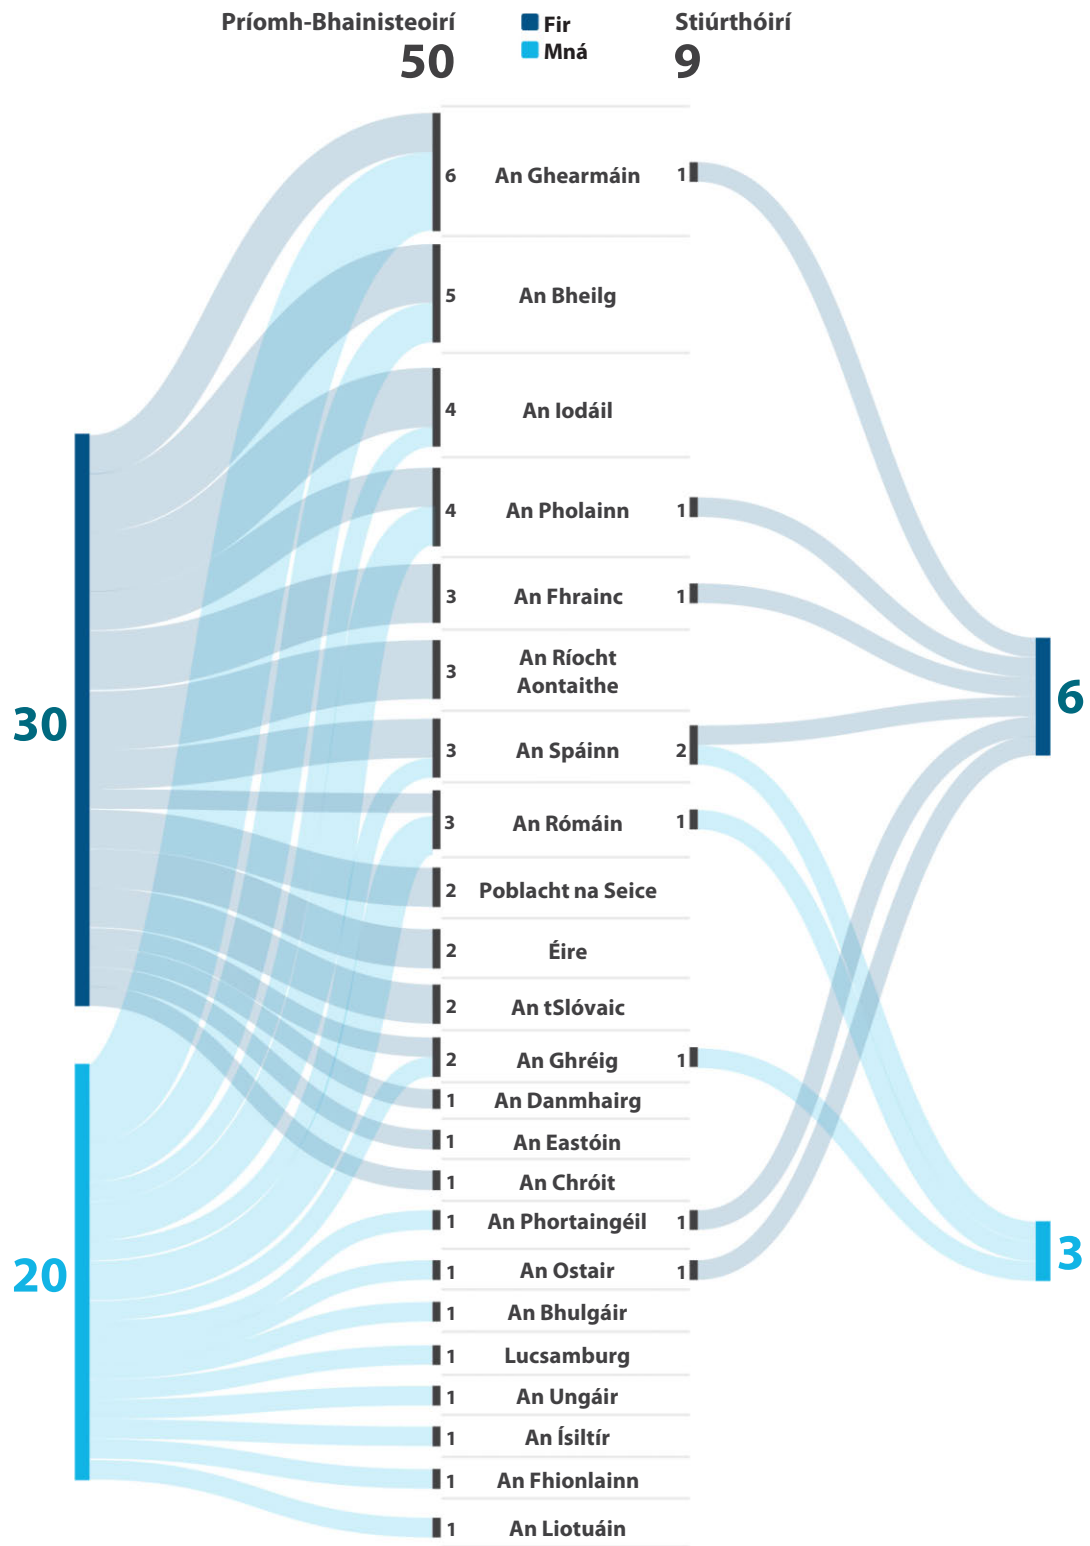 Príomh-Bhainisteoirí
50
Fir
Mná
Stiúrthóirí
9
6 An Ghearmáin 1
5 An Bheilg
4 An Iodáil
4 An Pholainn 1
3 An Fhrainc 1
3 An Ríocht
Aontaithe
3 An Spáinn 2
3 An Rómáin 1
2 Poblacht na Seice
2 Éire
2 An tSlóvaic
2 An Ghréig 1
1 An Danmhairg
1 An Eastóin
1 An Chróit
1 An Phortaingéil 1
1 An Ostair 1
1 An Bhulgáir
1 Lucsamburg
1 An Ungáir
1 An Ísiltír
1 An Fhionlainn
1 An Liotuáin
30
20
6
3